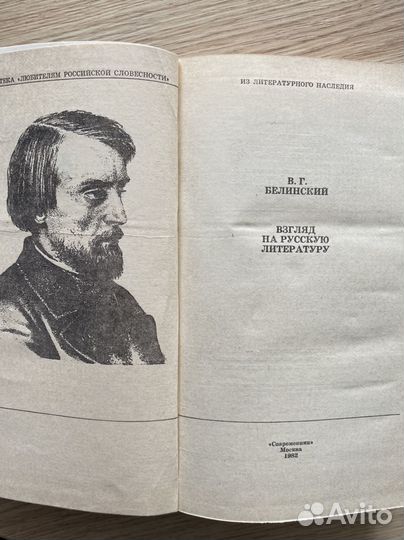 ТЕКА «ЛЮБИТЕЛЯМ РОССИЙСКОЙ СЛОВЕСНОСТИ»
ИЗ ЛИТЕРАТУРНОГО НАСЛЕДИЯ
В. Г.
БЕЛИНСКИЙ
ВЗГЛЯД
НА РУССКУЮ
ЛИТЕРАТУРУ
«Современник»
Москва
1982
Avito